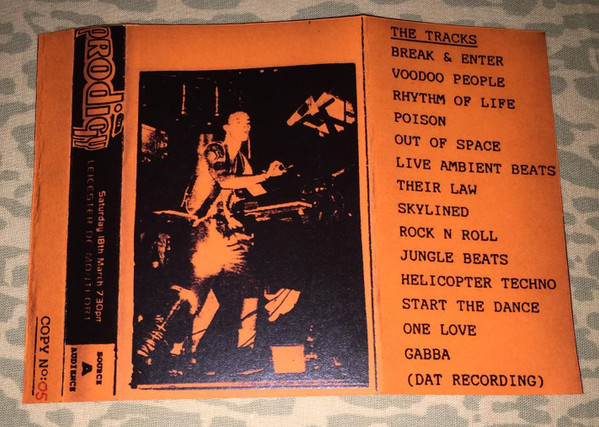 prodigy
LEICESTER DE MONTFORT
Saturday 18th March 7.30pm
SOURCE
A
AUDIENCE
COPY No:05
THE TRACKS
BREAK & ENTER
VOODOO PEOPLE
RHYTHM OF LIFE
POISON
OUT OF SPACE
LIVE AMBIENT BEATS
THEIR LAW
SKYLINED
ROCK N ROLL
JUNGLE BEATS
HELICOPTER TECHNO
START THE DANCE
ONE LOVE
GABBA
(DAT RECORDING)